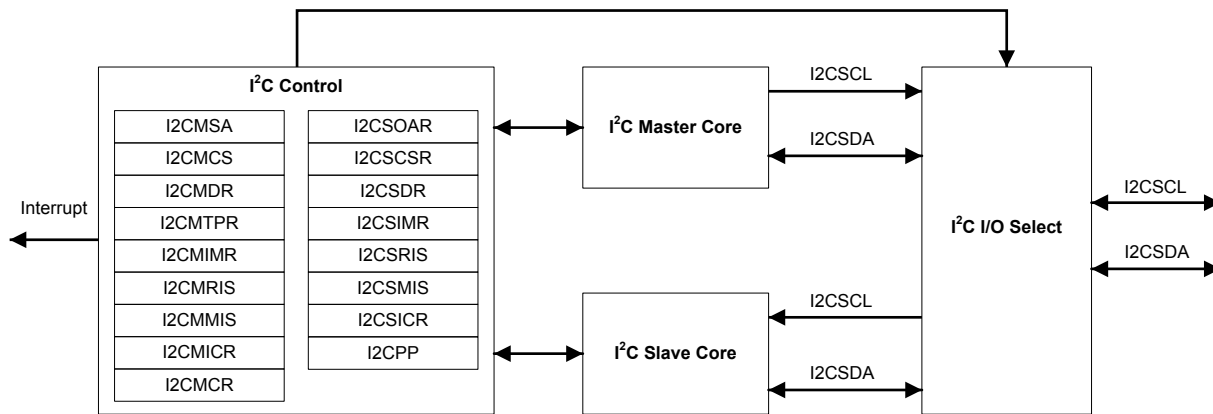 I²C Control
I2CMSA
I2CMCS
I2CMDR
I2CMTPR
I2CMIMR
I2CMRIS
I2CMMIS
I2CMICR
I2CMCR
I2CSOAR
I2CSCSR
I2CSDR
I2CSIMR
I2CSRIS
I2CSMIS
I2CSICR
I2CPP
Interrupt
I²C Master Core
I2CSCL
I2CSDA
I²C Slave Core
I2CSCL
I2CSDA
I²C I/O Select
I2CSCL
I2CSDA